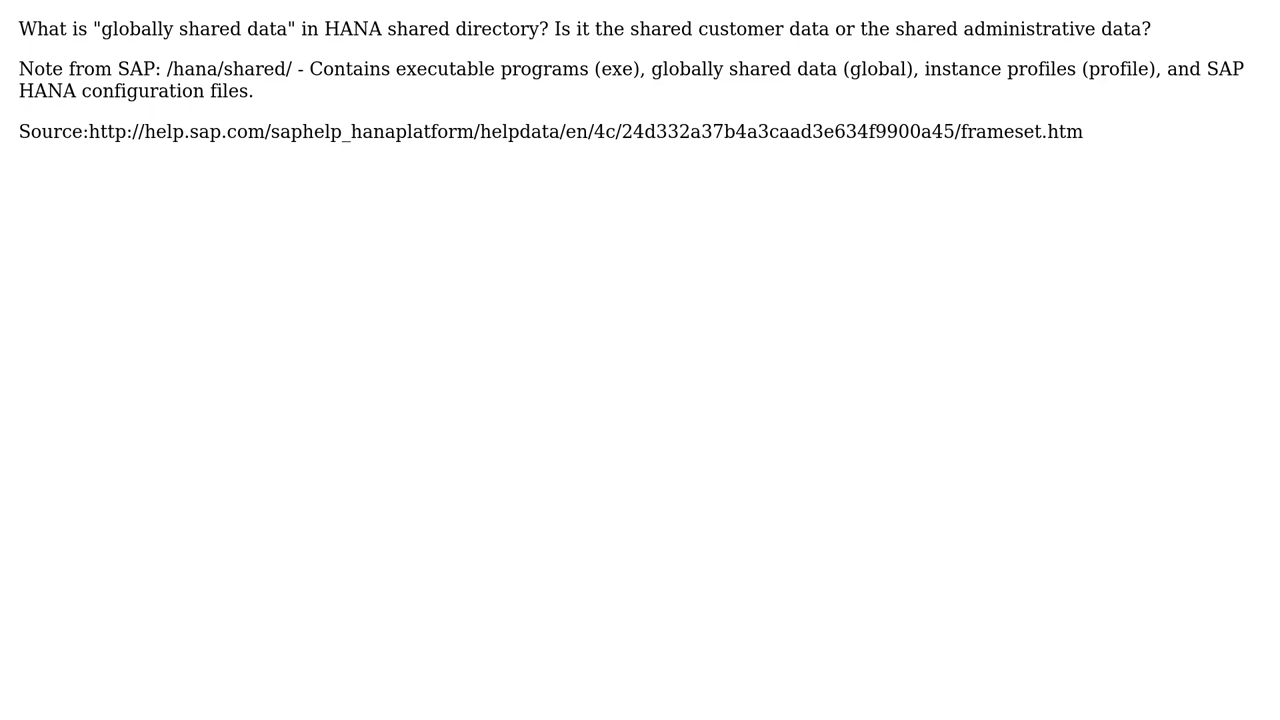 What is "globally shared data" in HANA shared directory? Is it the shared customer data or the shared administrative data?
Note from SAP: /hana/shared/ - Contains executable programs (exe), globally shared data (global), instance profiles (profile), and SAP
HANA configuration files.
Source:http://help.sap.com/saphelp_hanaplatform/helpdata/en/4c/24d332a37b4a3caad3e634f9900a45/frameset.htm